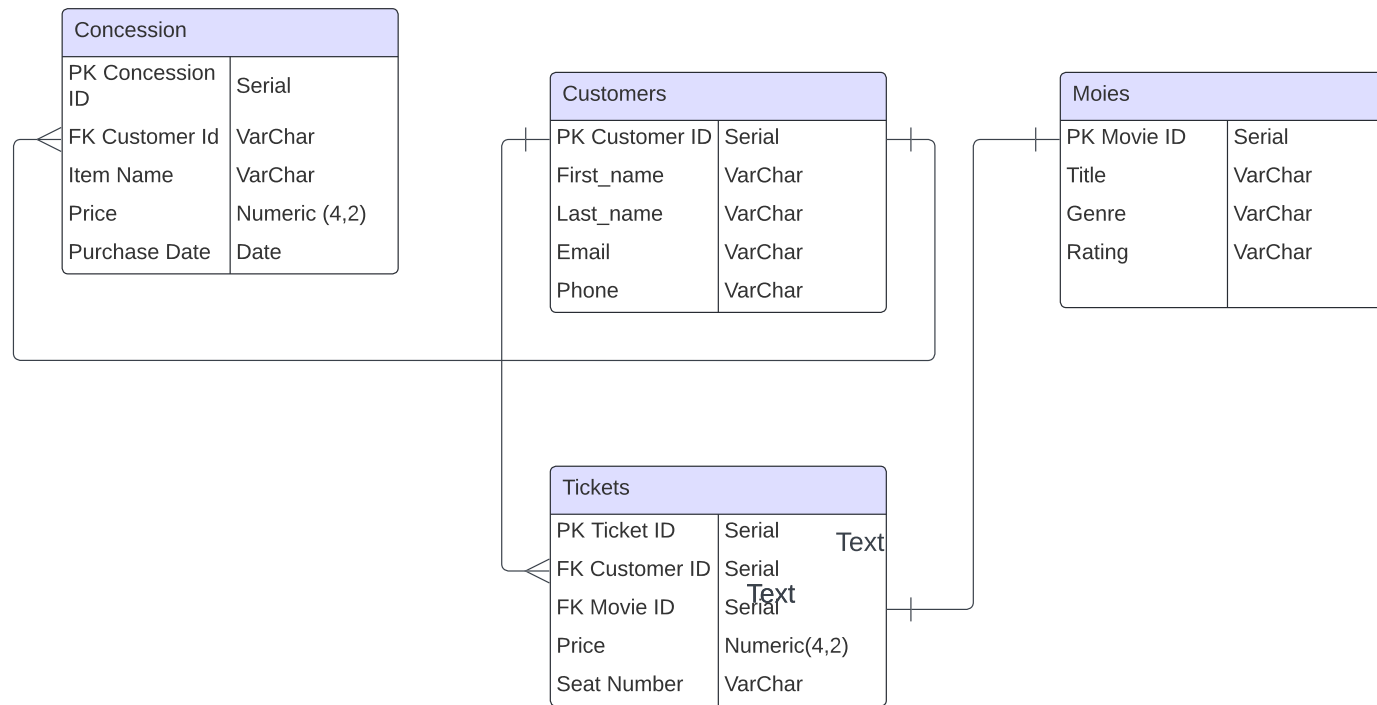 Concession
PK Concession
ID
Serial
FK Customer Id VarChar
Item Name VarChar
Price Numeric (4,2)
Purchase Date Date
Customers
PK Customer ID Serial
First_name VarChar
Last_name VarChar
Email VarChar
Phone VarChar
Moies
PK Movie ID Serial
Title VarChar
Genre VarChar
Rating VarChar
Tickets
PK Ticket ID Serial
Text
FK Customer ID Serial
Text
FK Movie ID Serial
Price Numeric(4,2)
Seat Number VarChar